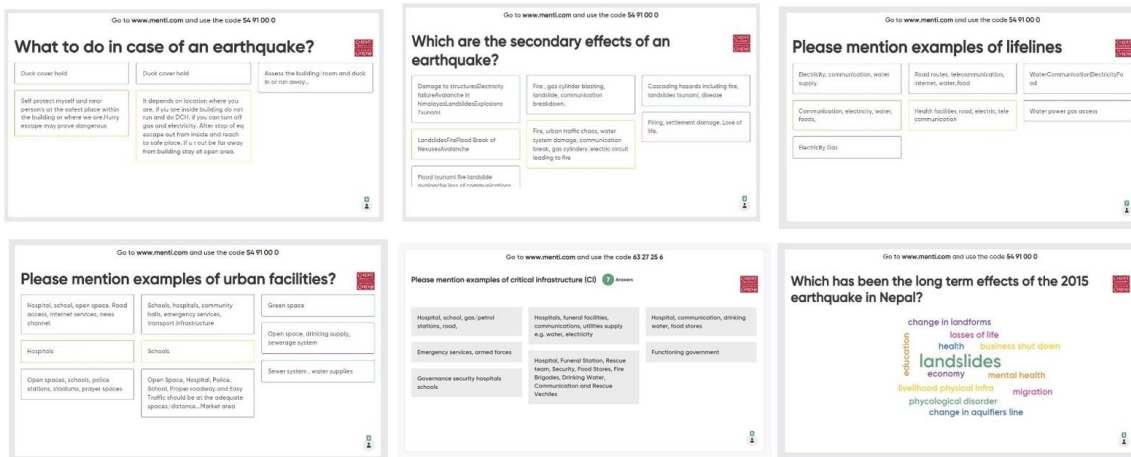 Go to www.menti.com and use the code 54 91 00 0
What to do in case of an earthquake?
Duck cover hold
Self protect myself and near
person's at the safest place within
the building or where we are.Hurry
escape may prove dangerous
Duck cover hold
It depends on location where you
are, if yiu are inside building do not
run and do DCH, if you can turn off
gas and electricity. After stop of eq
escape out from inside and reach
to safe place. If u r out be far away
from building stay at open area.
Assess the building/room and duck
in or run away...
Go to www.menti.com and use the code 54 91 00 0
Which are the secondary effects of an
earthquake?
Damage to structuresElectricity
failureAvalanche in
himalayaLandslidesExplosions
Tsunami
LandslidesFireFlood Break of
NexusesAvalanche
Flood tsunami fire landslide
avalanche loss of communications
Fire , gas cylinder blasting,
landslide, communication
breakdown.
Fire, urban traffic chaos, water
system damage, communication
break, gas cylinders/electric circuit
leading to fire
Cascading hazards including fire,
landslides tsunami, disease
Firing, settlement damage. Lose of
life.
Go to www.menti.com and use the code 54 91 00 0
Please mention examples of lifelines
Electricity, communication, water
supply.
Communication, electricity, water,
foods,
Electricity Gas
Road routes, telecommunication,
internet, water,food
Health facilities, road, electric, tele
communication
WaterCommunicationElectricityFo
od
Water power gas access
Go to www.menti.com and use the code 54 91 00 0
Please mention examples of urban facilities?
Hospital, school, open space. Road
access, internet services, news
channel.
Hospitals
Open spaces, schools, police
stations, stadiums, prayer spaces
Schools, hospitals, community
halls, emergency services,
transport infrastructure
Schools
Open Space, Hospital, Police,
School, Proper roadway and Easy
Traffic should be at the adequate
spaces/distance...Market area
Green space
Open space, drinking supply,
sewerage system
Sewer system , water supplies
Go to www.menti.com and use the code 63 27 25 6
Please mention examples of critical infrastructure (CI)
7 Answers
Hospital, school, gas/petrol
stations, road,
Emergency services, armed forces
Governance security hospitals
schools
Hospitals, funeral facilities,
communications, utilities supply
e.g. water, electricity
Hospital, Funeral Station, Rescue
team, Security, Food Stores, Fire
Brigades, Drinking Water,
Communication and Rescue
Vechiles
Hospital, communication, drinking
water, food stores
Functioning government
Go to www.menti.com and use the code 54 91 00 0
Which has been the long term effects of the 2015
earthquake in Nepal?
change in landforms
losses of life
health
business shut down
education
landslides
economy
mental health
livelihood physical infra
migration
phycological disorder
change in aquifiers line